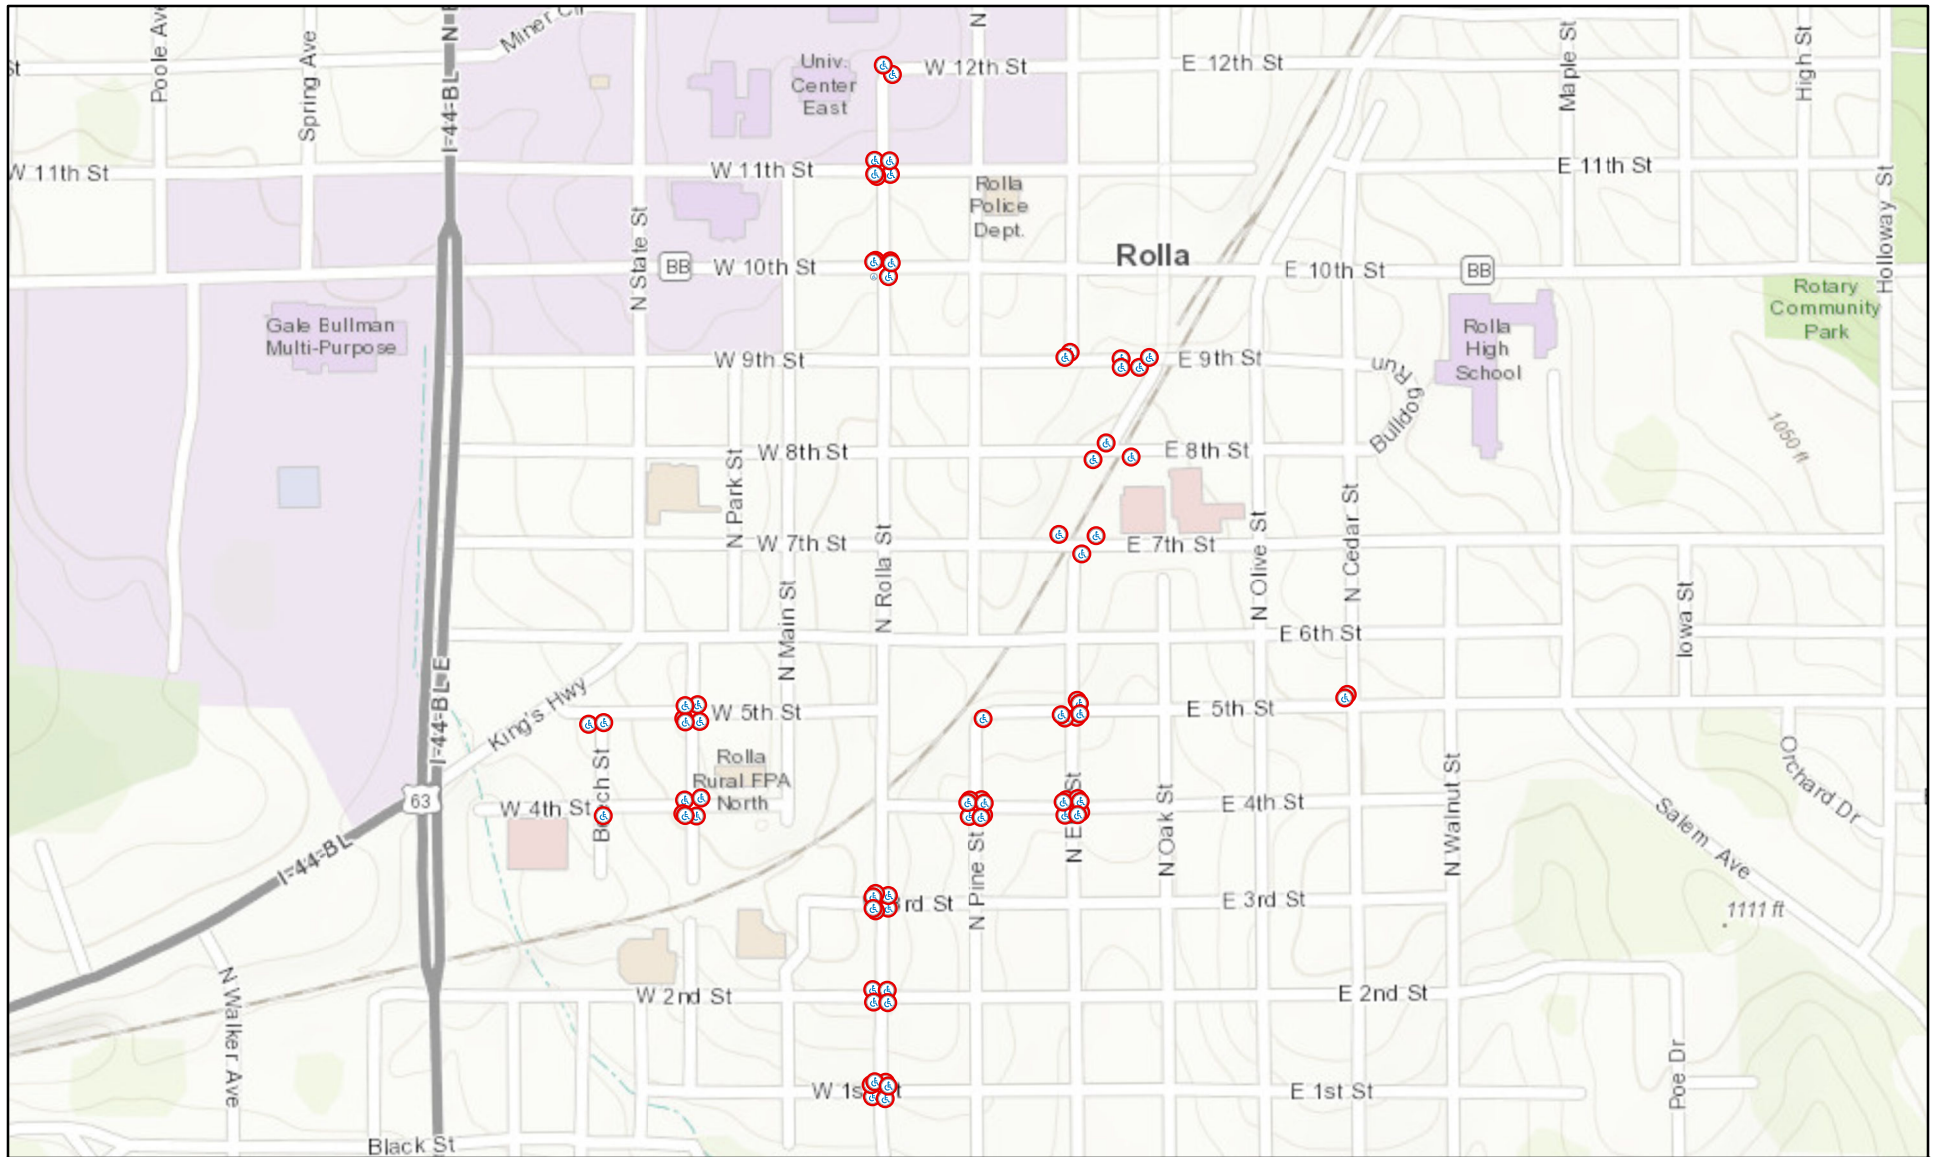 Miner Cir
N
Poole Ave
Spring Ave
I-44-BL
N
Univ.
Center
East
W 12th St
E 12th St
Maple St
High St
St
W 11th St
W 11th St
E 11th St
Rolla
Police
Dept.
N State St
Holloway St
Rolla
BB
W 10th St
E 10th St
BB
Rotary
Community
Park
Gale Bullman
Multi-Purpose
Rolla
High
School
W 9th St
E 9th St
Bulldog Run
1050 ft
W 8th St
E 8th St
N Park St
W 7th St
E 7th St
N Rolla St
N Olive St
N Cedar St
N Main St
Iowa St
E 6th St
I-44-BL E
King's Hwy
W 5th St
E 5th St
Orchard Dr
Rolla
Rural FPA
North
63
W 4th St
E 4th St
N Oak St
N Walnut St
Salem Ave
I-44-BL
N Pine St
3rd St
E 3rd St
1111 ft
N Walker Ave
W 2nd St
E 2nd St
Poe Dr
E 1st St
Black St